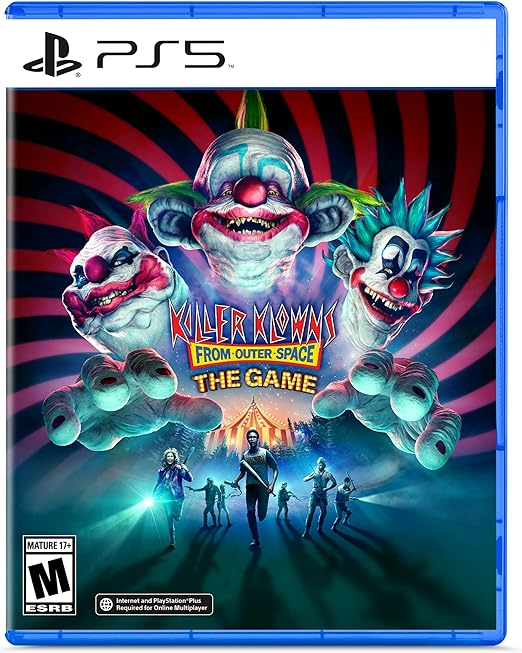 PS5
™
®
KILLER KLOWNS
FROM OUTER SPACE
THE GAME
MATURE 17+
M
®
ESRB
Internet and PlayStation®Plus
Required for Online Multiplayer